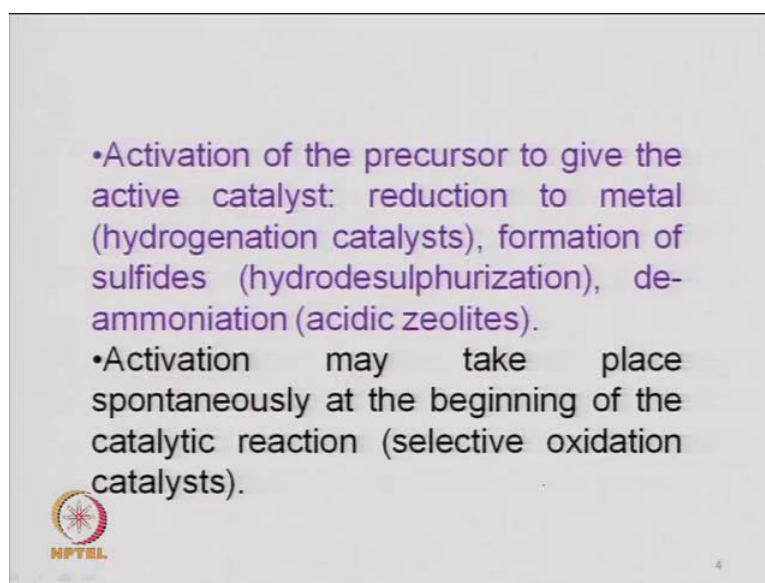 •Activation of the precursor to give the
active catalyst: reduction to metal
(hydrogenation catalysts), formation of
sulfides (hydrodesulphurization), de-
ammoniation (acidic zeolites).
•Activation may take place
spontaneously at the beginning of the
catalytic reaction (selective oxidation
catalysts).
NPTEL
4